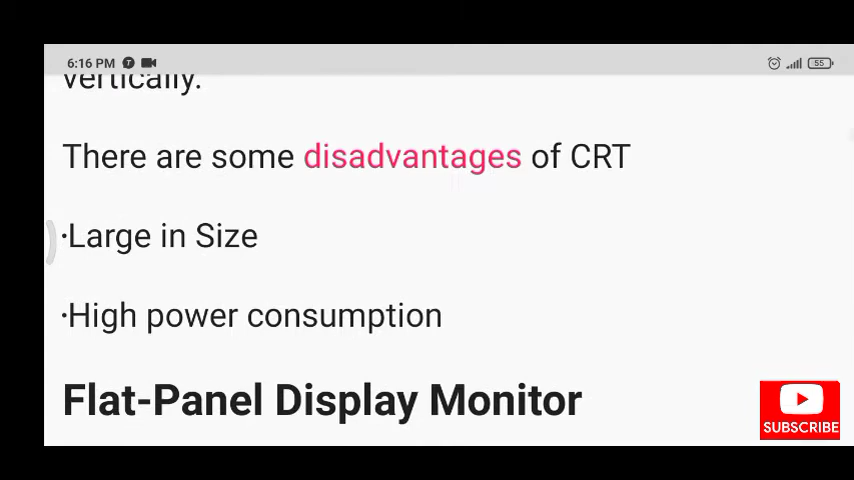 6:16 PM
55
vertically.
There are some disadvantages of CRT
·Large in Size
·High power consumption
Flat-Panel Display Monitor
SUBSCRIBE